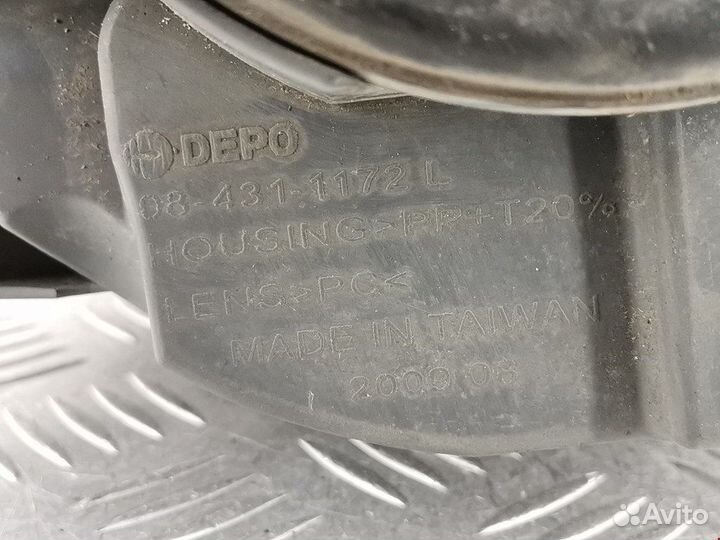 DEPO
08-431-1172 L
HOUSING>PP+T20%<
LENS>PC<
MADE IN TAIWAN
2009 08
Avito